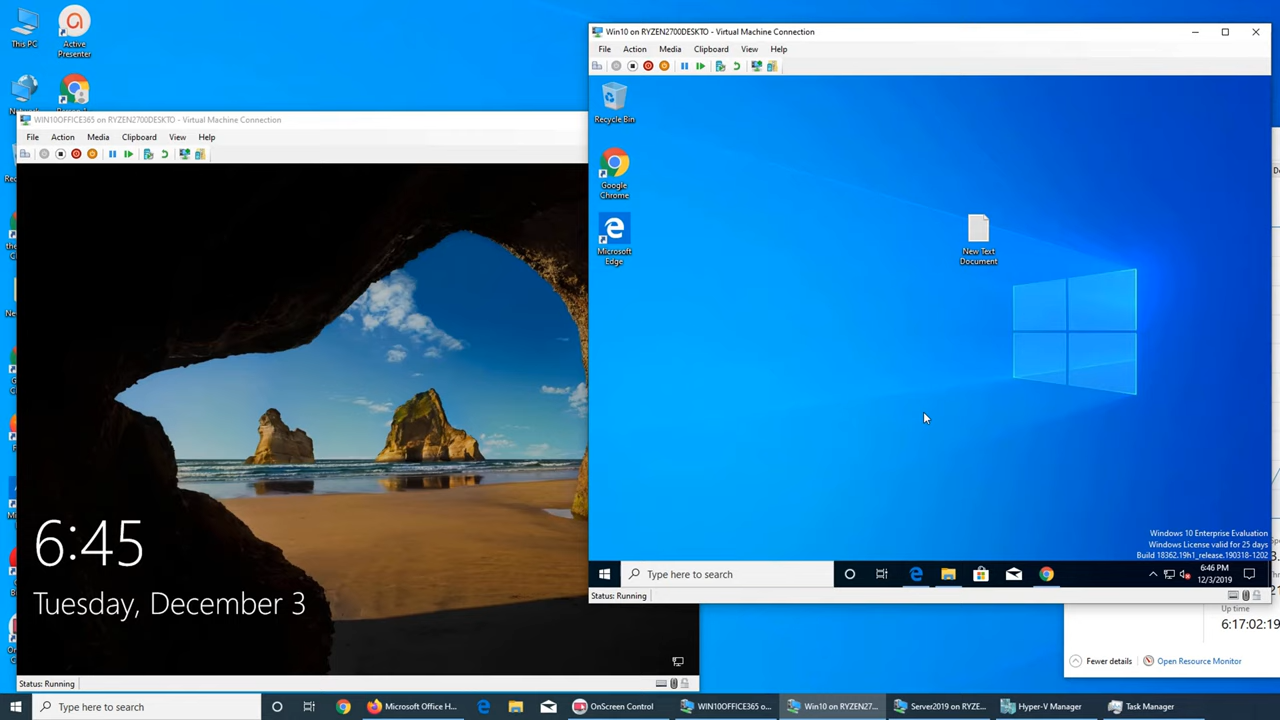 This PC
Active
Presenter
WIN10OFFICE365 on RYZEN2700DESKTO - Virtual Machine Connection
File Action Media Clipboard View Help
6:45
Tuesday, December 3
Status: Running
Win10 on RYZEN2700DESKTO - Virtual Machine Connection
File Action Media Clipboard View Help
Recycle Bin
Google
Chrome
Microsoft
Edge
New Text
Document
Windows 10 Enterprise Evaluation
Windows License valid for 25 days
Build 18362.19h1_release.190318-1202
Type here to search
6:46 PM
12/3/2019
Status: Running
Up time
6:17:02:19
Fewer details
Open Resource Monitor
Type here to search
Microsoft Office H...
OnScreen Control
WIN10OFFICE365 o...
Win10 on RYZEN27...
Server2019 on RYZE...
Hyper-V Manager
Task Manager